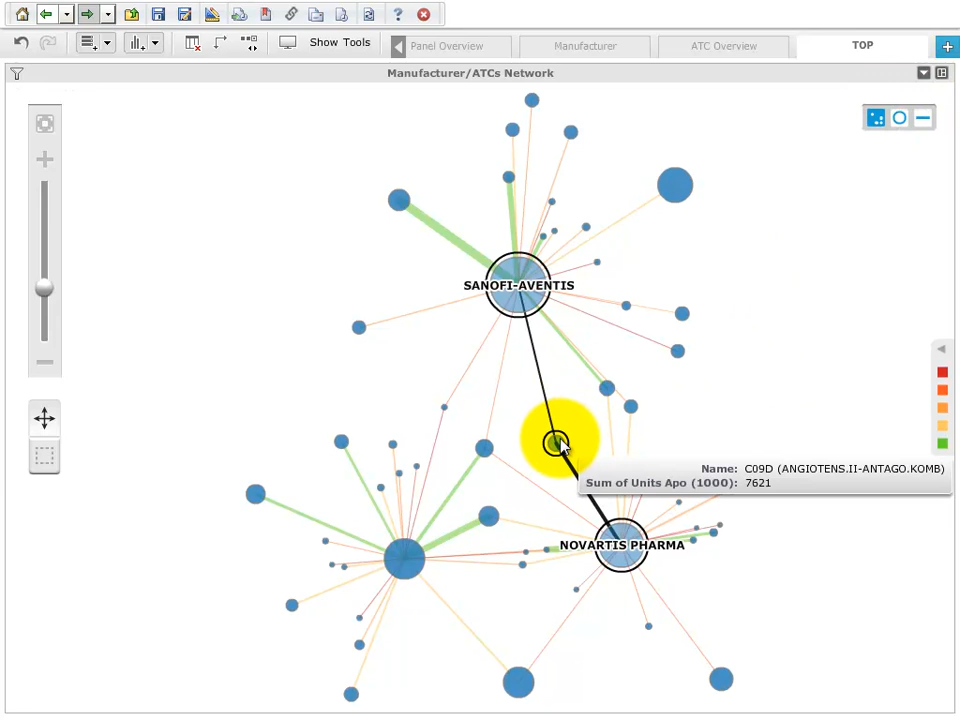 Show Tools
Panel Overview
Manufacturer
ATC Overview
TOP
Manufacturer/ATCs Network
SANOFI-AVENTIS
Name: C09D (ANGIOTENS.II-ANTAGO.KOMB)
Sum of Units Apo (1000): 7621
NOVARTIS PHARMA